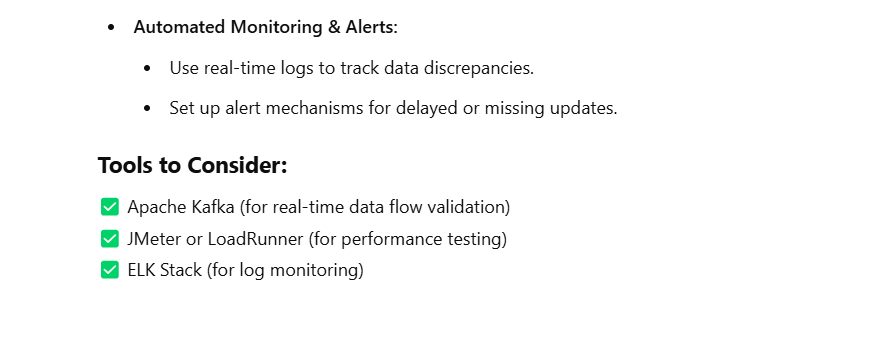 • Automated Monitoring & Alerts:
• Use real-time logs to track data discrepancies.
• Set up alert mechanisms for delayed or missing updates.
Tools to Consider:
✅ Apache Kafka (for real-time data flow validation)
✅ JMeter or LoadRunner (for performance testing)
✅ ELK Stack (for log monitoring)